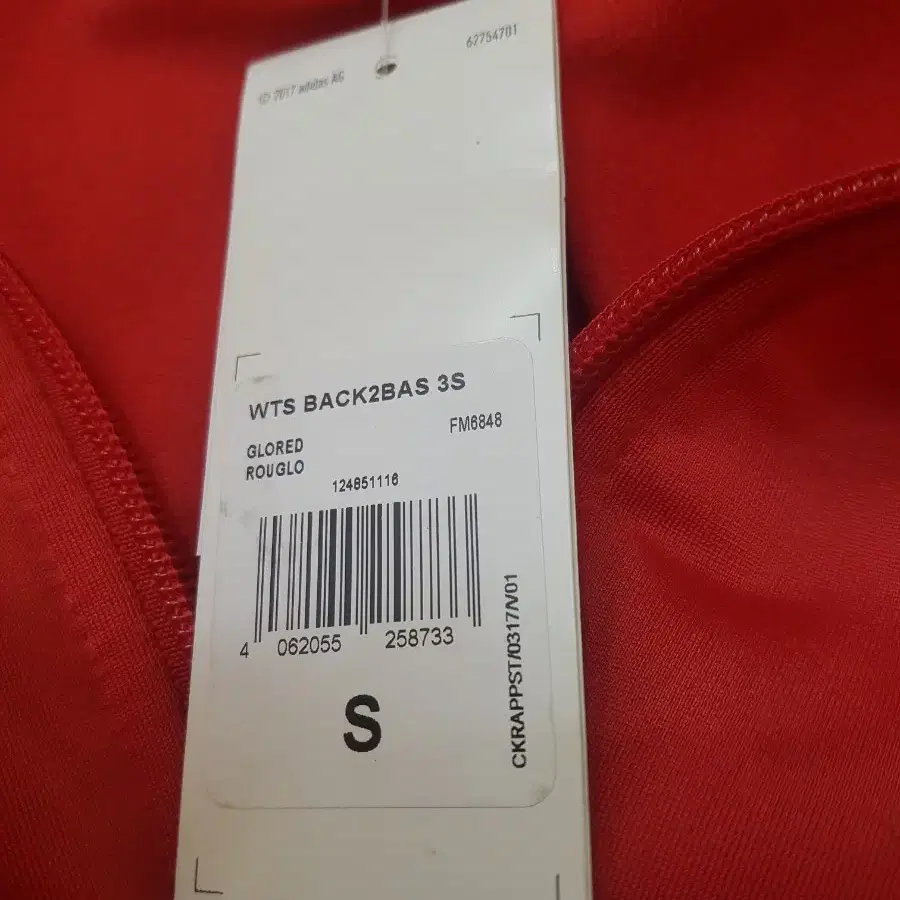 © 2017 adidas AG
62754701
WTS BACK2BAS 3S
GLORED
FM6848
ROUGLO
124851116
4 062055 258733
S
CKRAPPST/0317/V01